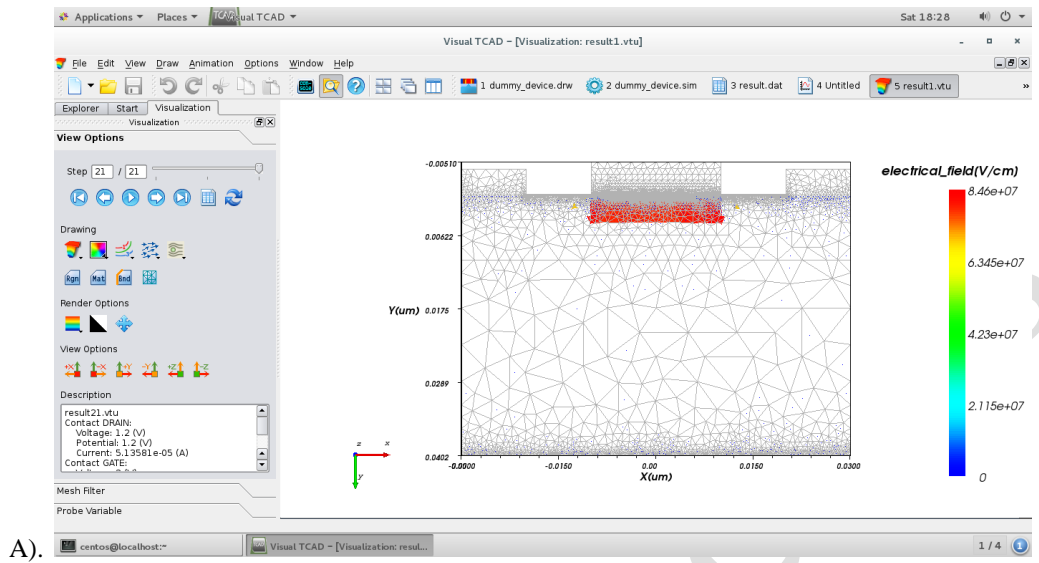 Applications Places Visual TCAD Sat 18:28
Visual TCAD - [Visualization: result1.vtu]
File Edit View Draw Animation Options Window Help
1 dummy_device.drw 2 dummy_device.sim 3 result.dat 4 Untitled 5 result1.vtu »
Explorer Start Visualization
Visualization
View Options
Step 21 / 21
Drawing
Rgn Mat Bnd
Render Options
View Options
+X -X +Y -Y +Z -Z
Description
result21.vtu
Contact DRAIN:
Voltage: 1.2 (V)
Potential: 1.2 (V)
Current: 5.13581e-05 (A)
Contact GATE:
Mesh Filter
Probe Variable
-0.00510
0.00622
Y(um) 0.0175
0.0289
0.0402
-0.0150 0.00 0.0150 0.0300
X(um)
z x
y
electrical_field(V/cm)
8.46e+07
6.345e+07
4.23e+07
2.115e+07
0
A). centos@localhost:~ Visual TCAD - [Visualization: resul... 1 / 4 1